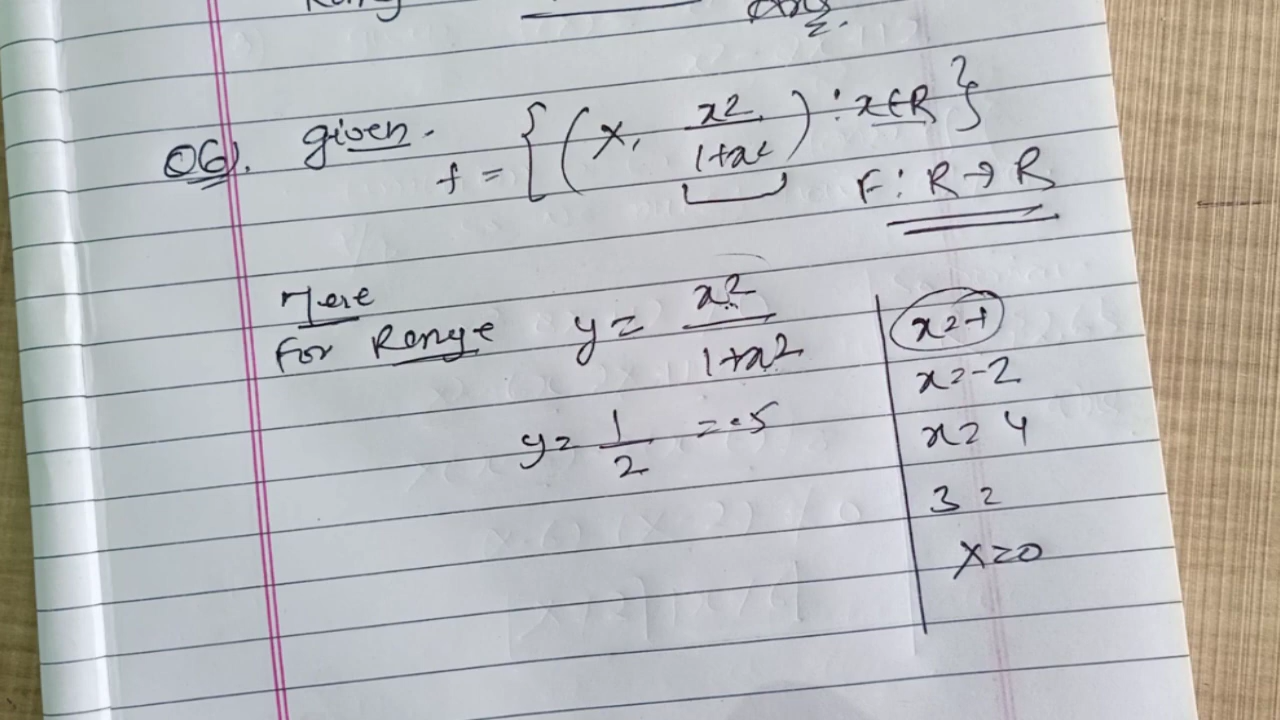 Ans
Q6). given. f = { ( x, x2 / 1+x2 ) : x∈R }
F : R → R
Here
For Range y = x2 / 1+x2
y = 1/2 = .5
x=-1
x=-2
x= 4
3 =
x=0